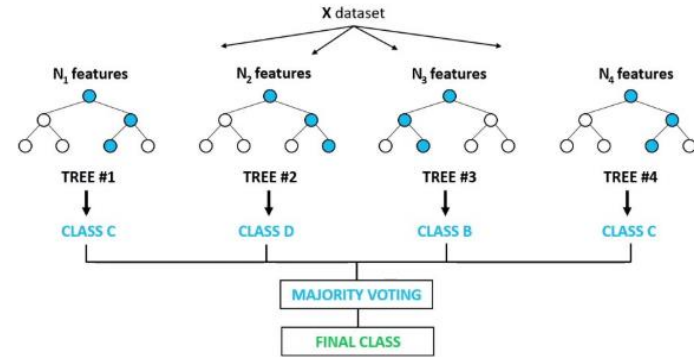 X dataset
N₁ features N₂ features N₃ features N₄ features
TREE #1 TREE #2 TREE #3 TREE #4
CLASS C CLASS D CLASS B CLASS C
MAJORITY VOTING
FINAL CLASS